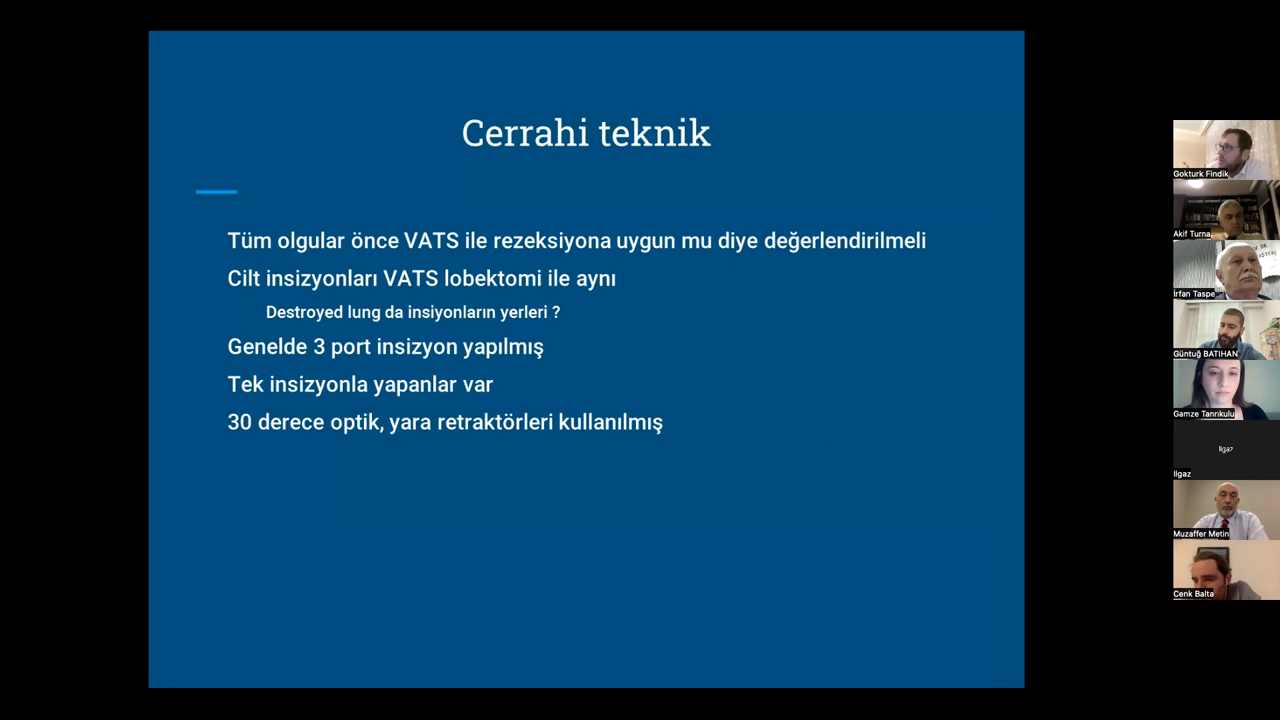 Cerrahi teknik
Tüm olgular önce VATS ile rezeksiyona uygun mu diye değerlendirilmeli
Cilt insizyonları VATS lobektomi ile aynı
Destroyed lung da insiyonların yerleri ?
Genelde 3 port insizyon yapılmış
Tek insizyonla yapanlar var
30 derece optik, yara retraktörleri kullanılmış
Gokturk Findik
Akif Turna
İrfan Taspe
Güntuğ BATIHAN
Gamze Tanrıkulu
Ilgaz
Ilgaz
Muzaffer Metin
Cenk Balta